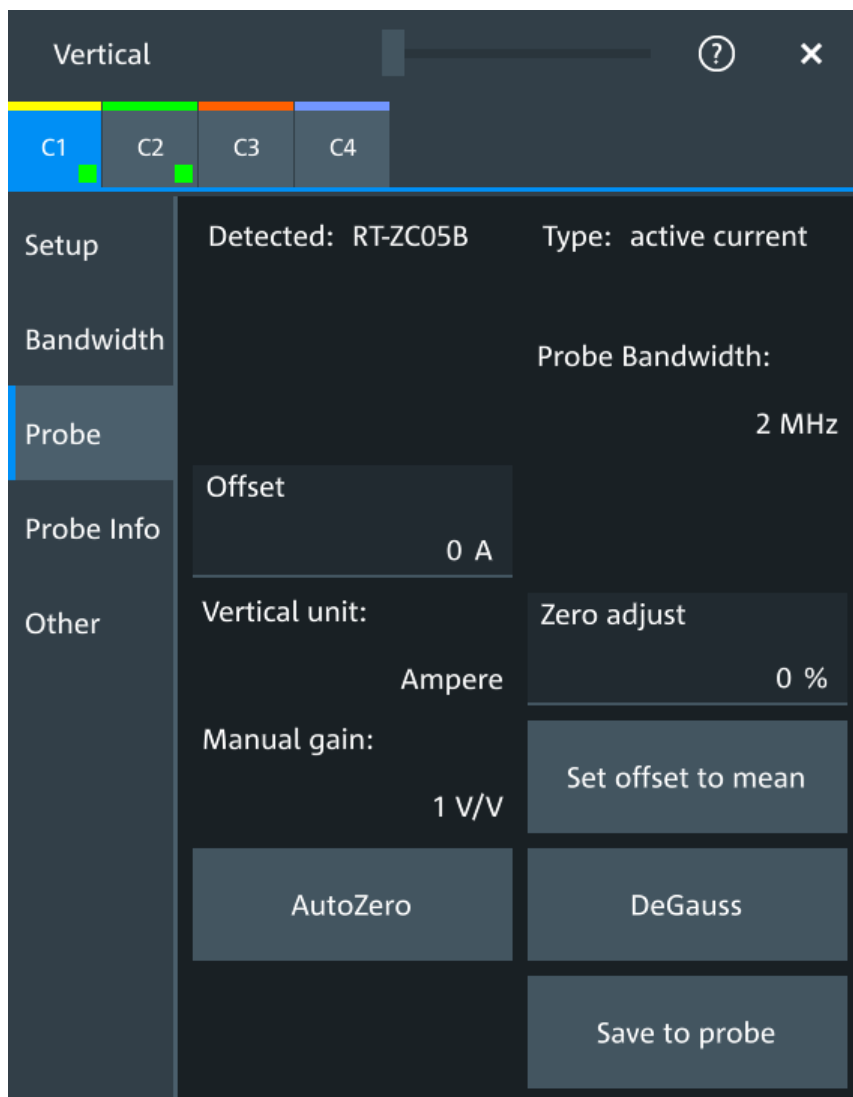 Vertical
?
C1 C2 C3 C4
Setup
Bandwidth
Probe
Probe Info
Other
Detected: RT-ZC05B Type: active current
Probe Bandwidth:
2 MHz
Offset
0 A
Vertical unit:
Ampere
Zero adjust
0 %
Manual gain:
1 V/V
Set offset to mean
AutoZero
DeGauss
Save to probe